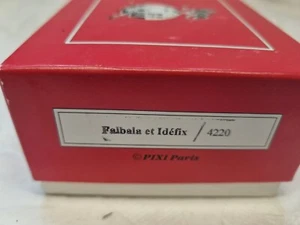 Falbala et Idéfix / 4220
©PIXI Paris